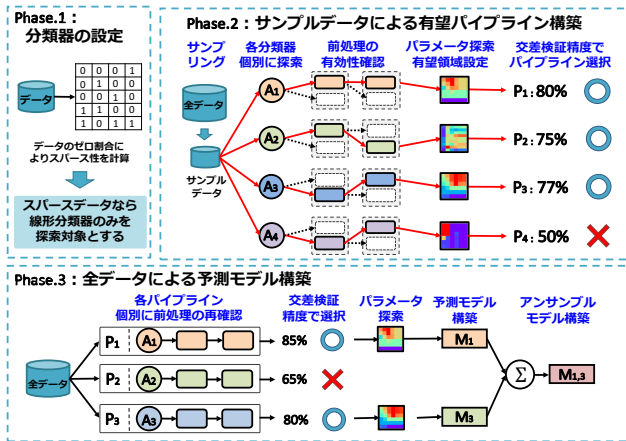 Phase.1：
分類器の設定
データ
0 0 0 1
0 0 0 0
0 1 0 0
1 0 0 0
1 1 0 0
データのゼロ割合に
よりスパース性を計算
スパースデータなら
線形分類器のみを
探索対象とする
Phase.2：サンプルデータによる有望パイプライン構築
サンプ
リング
各分類器
個別に探索
前処理の
有効性確認
パラメータ探索
有望領域設定
交差検証精度で
パイプライン選択
全データ
サンプル
データ
A1
P1：80%
A2
P2：75%
A3
P3：77%
A4
P4：50%
Phase.3：全データによる予測モデル構築
各パイプライン
個別に前処理の再確認
交差検証
精度で選択
パラメータ
探索
予測モデル
構築
アンサンブル
モデル構築
全データ
P1 A1 85% M1
P2 A2 65%
P3 A3 80% M3
Σ
M1,3